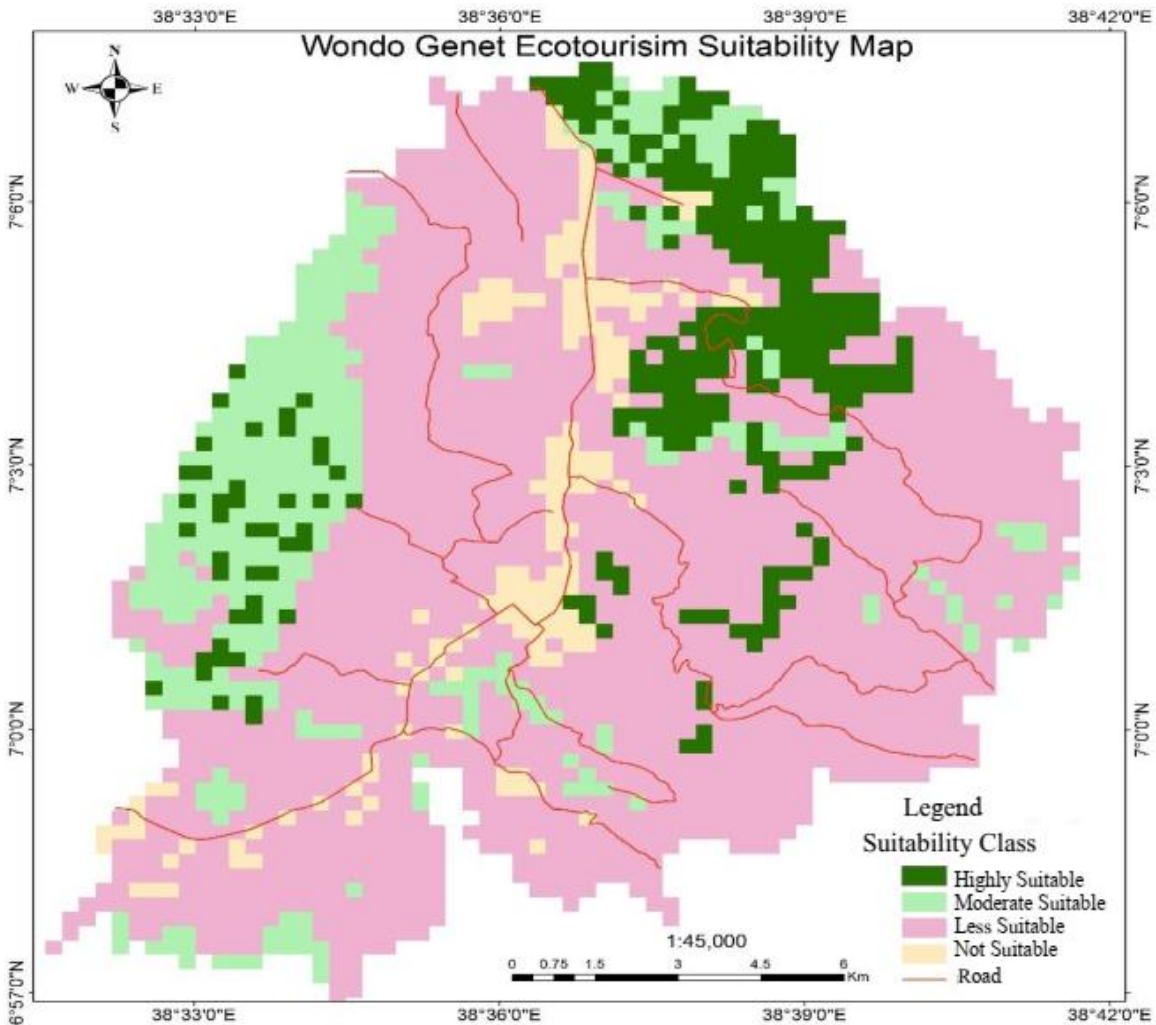 38°33'0"E 38°36'0"E 38°39'0"E 38°42'0"E
Wondo Genet Ecotourisim Suitability Map
N
W E
S
7°6'0"N 7°6'0"N
7°3'0"N 7°3'0"N
7°0'0"N 7°0'0"N
6°57'0"N
Legend
Suitability Class
Highly Suitable
Moderate Suitable
Less Suitable
Not Suitable
Road
1:45,000
0 0.75 1.5 3 4.5 6
Km
38°33'0"E 38°36'0"E 38°39'0"E 38°42'0"E